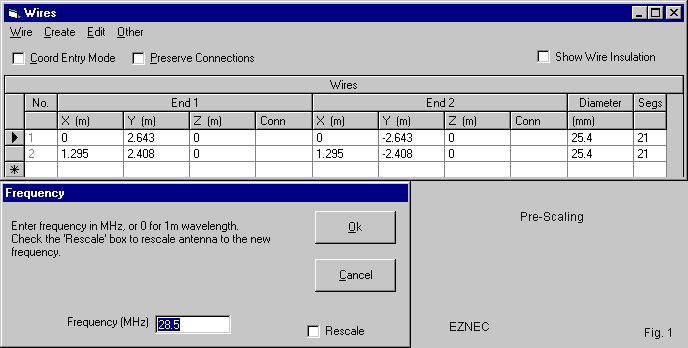 Wires
Wire Create Edit Other
Coord Entry Mode Preserve Connections Show Wire Insulation
Wires
No. End 1 End 2 Diameter Segs
X (m) Y (m) Z (m) Conn X (m) Y (m) Z (m) Conn (mm)
1 0 2.643 0 0 -2.643 0 25.4 21
2 1.295 2.408 0 1.295 -2.408 0 25.4 21
Frequency
Enter frequency in MHz, or 0 for 1m wavelength.
Check the 'Rescale' box to rescale antenna to the new
frequency.
Ok
Cancel
Frequency (MHz) 28.5
Rescale
Pre-Scaling
EZNEC Fig. 1